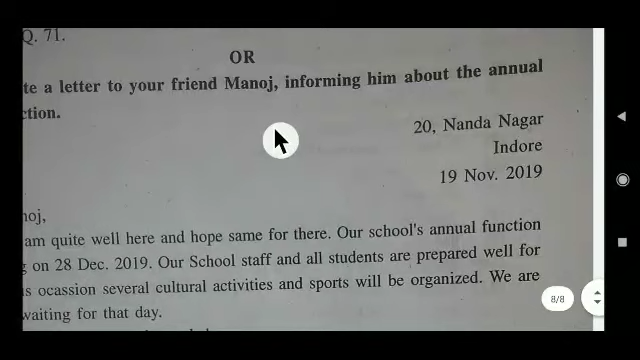 Q. 71.
OR
te a letter to your friend Manoj, informing him about the annual
ction.
20, Nanda Nagar
Indore
19 Nov. 2019
noj,
am quite well here and hope same for there. Our school's annual function
on 28 Dec. 2019. Our School staff and all students are prepared well for
s ocassion several cultural activities and sports will be organized. We are
waiting for that day.
8/8